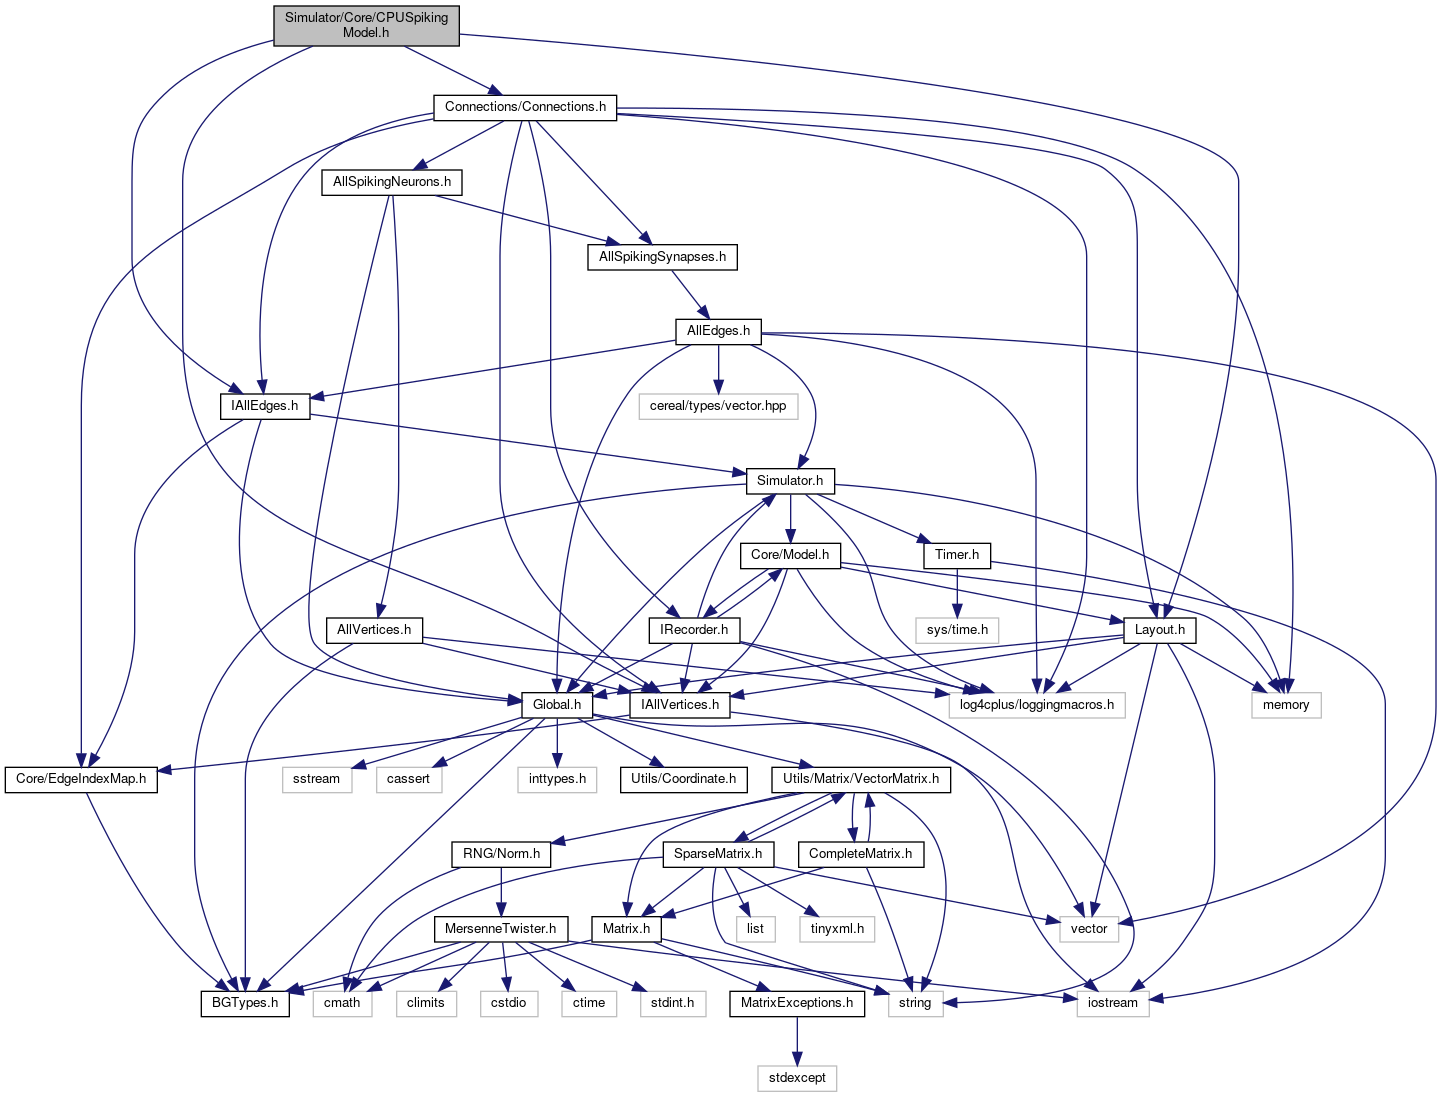 Simulator/Core/CPUSpiking
Model.h
Connections/Connections.h
AllSpikingNeurons.h
AllSpikingSynapses.h
AllEdges.h
IAllEdges.h
cereal/types/vector.hpp
Simulator.h
Core/Model.h
Timer.h
AllVertices.h
IRecorder.h
sys/time.h
Layout.h
Global.h
IAllVertices.h
log4cplus/loggingmacros.h
memory
Core/EdgeIndexMap.h
sstream
cassert
inttypes.h
Utils/Coordinate.h
Utils/Matrix/VectorMatrix.h
RNG/Norm.h
SparseMatrix.h
CompleteMatrix.h
MersenneTwister.h
Matrix.h
list
tinyxml.h
vector
BGTypes.h
cmath
climits
cstdio
ctime
stdint.h
MatrixExceptions.h
string
iostream
stdexcept